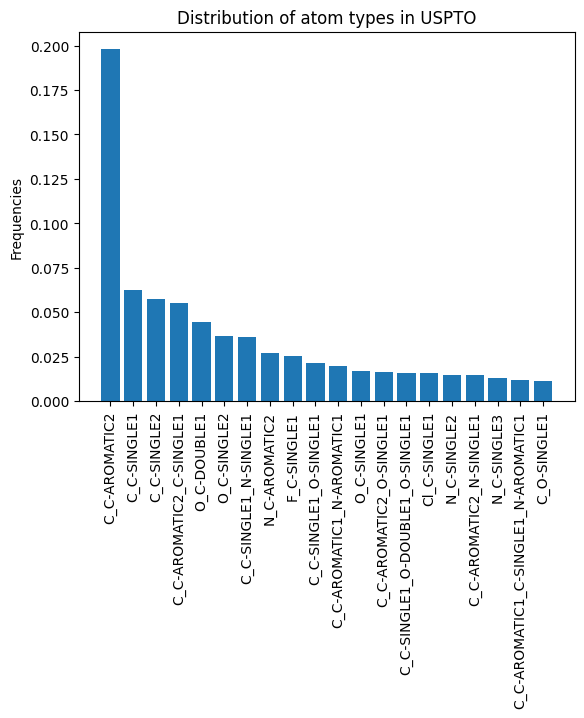 Distribution of atom types in USPTO
Frequencies
0.200
0.175
0.150
0.125
0.100
0.075
0.050
0.025
0.000
C_C-AROMATIC2
C_C-SINGLE1
C_C-SINGLE2
C_C-AROMATIC2_C-SINGLE1
O_C-DOUBLE1
O_C-SINGLE2
C_C-SINGLE1_N-SINGLE1
N_C-AROMATIC2
F_C-SINGLE1
C_C-SINGLE1_O-SINGLE1
C_C-AROMATIC1_N-AROMATIC1
O_C-SINGLE1
C_C-AROMATIC2_O-SINGLE1
C_C-SINGLE1_O-DOUBLE1_O-SINGLE1
Cl_C-SINGLE1
N_C-SINGLE2
C_C-AROMATIC2_N-SINGLE1
N_C-SINGLE3
C_C-AROMATIC1_C-SINGLE1_N-AROMATIC1
C_O-SINGLE1